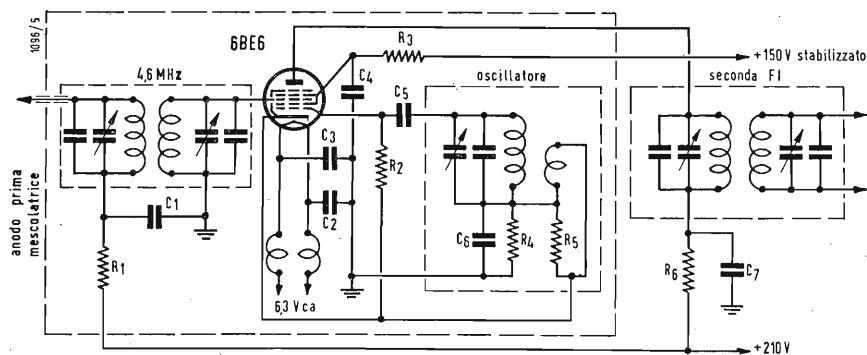 1096/5
6BE6
R3
+150 V stabilizzato
4,6 MHz
C4
C5
oscillatore
seconda FI
C3
R2
C2
C1
anodo prima
mescolatrice
R1
6,3 V ca
C6
R4
R5
R6
C7
+210 V